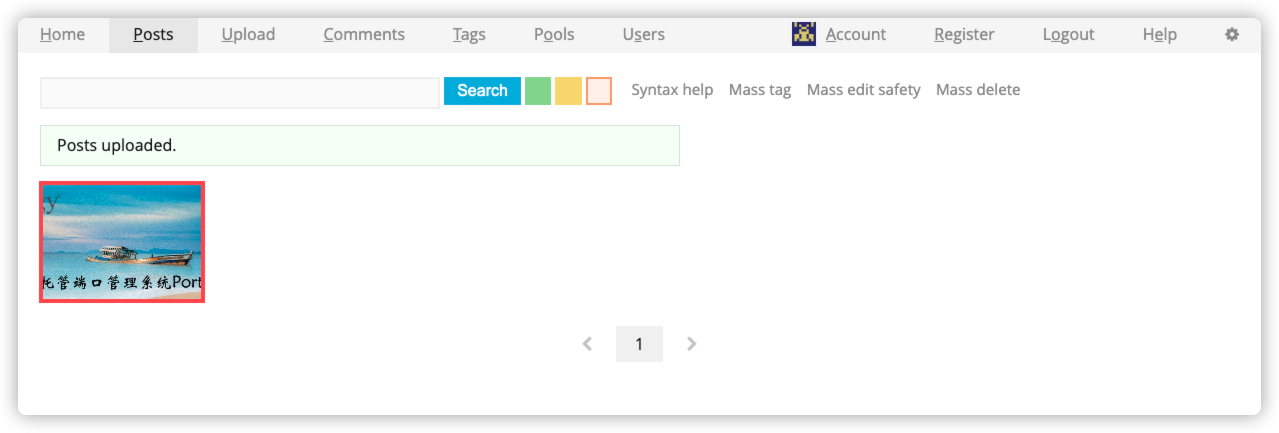 Home Posts Upload Comments Tags Pools Users Account Register Logout Help
Search Syntax help Mass tag Mass edit safety Mass delete
Posts uploaded.
管端口管理系统Port
1